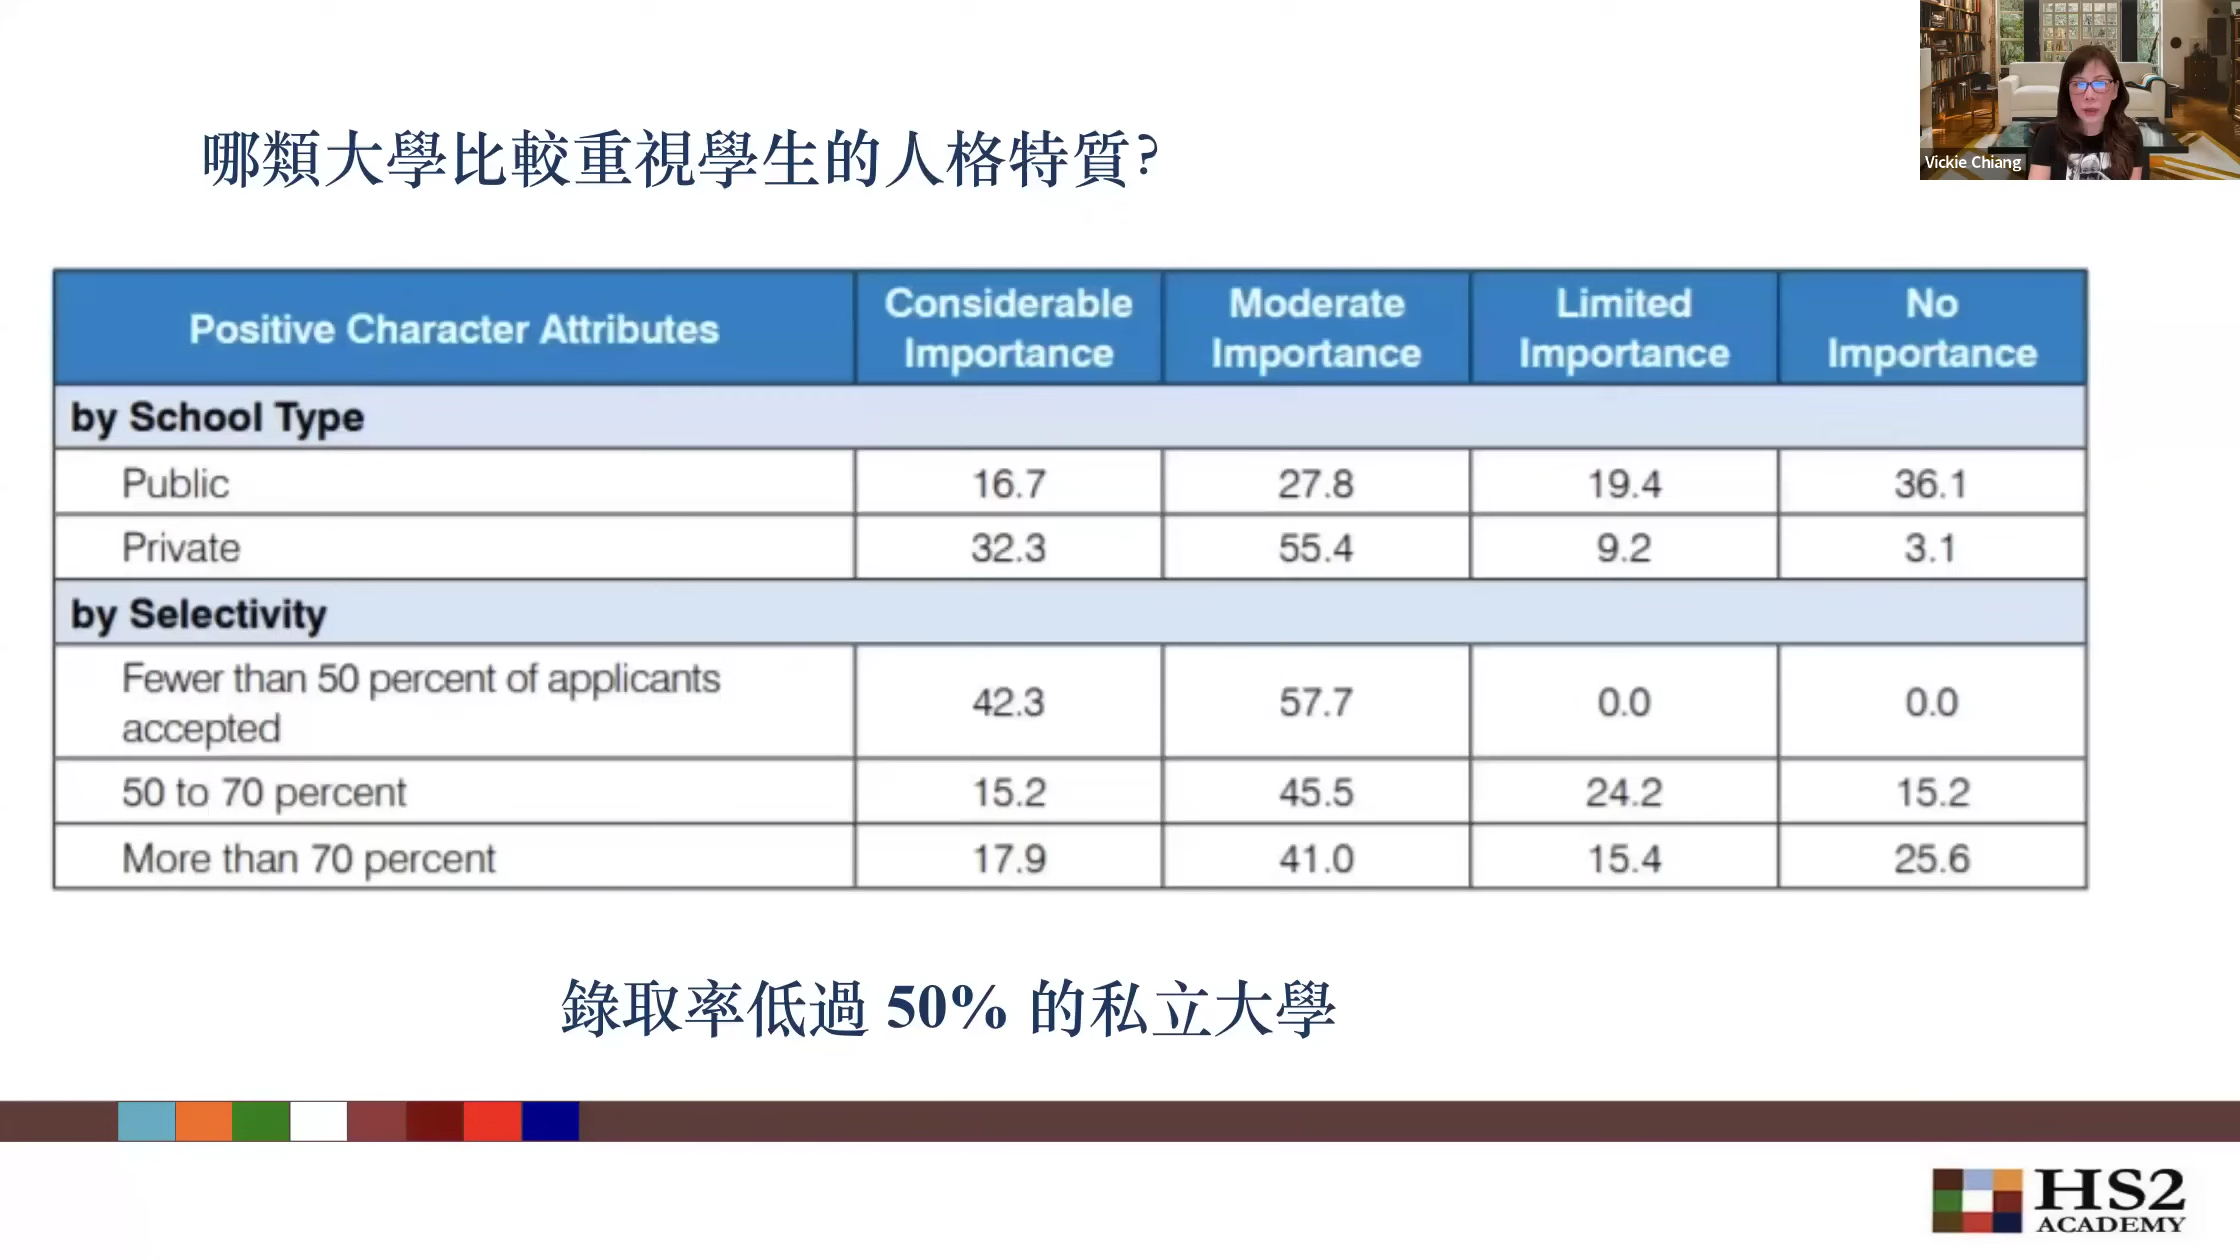 哪類大學比較重視學生的人格特質?
Vickie Chiang
Positive Character Attributes
Considerable Importance
Moderate Importance
Limited Importance
No Importance
by School Type
Public 16.7 27.8 19.4 36.1
Private 32.3 55.4 9.2 3.1
by Selectivity
Fewer than 50 percent of applicants accepted 42.3 57.7 0.0 0.0
50 to 70 percent 15.2 45.5 24.2 15.2
More than 70 percent 17.9 41.0 15.4 25.6
錄取率低過 50% 的私立大學
HS2
ACADEMY